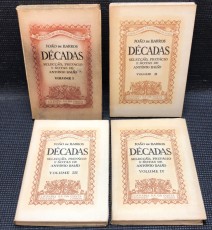 JOÃO DE BARROS
DÉCADAS
SELECÇÃO, PREFÁCIO
E NOTAS DE
ANTÓNIO BAIÃO
VOLUME I
JOÃO DE BARROS
DÉCADAS
SELECÇÃO, PREFÁCIO
E NOTAS DE
ANTÓNIO BAIÃO
VOLUME II
JOÃO DE BARROS
DÉCADAS
SELECÇÃO, PREFÁCIO
E NOTAS DE
ANTÓNIO BAIÃO
VOLUME III
JOÃO DE BARROS
DÉCADAS
SELECÇÃO, PREFÁCIO
E NOTAS DE
ANTÓNIO BAIÃO
VOLUME IV